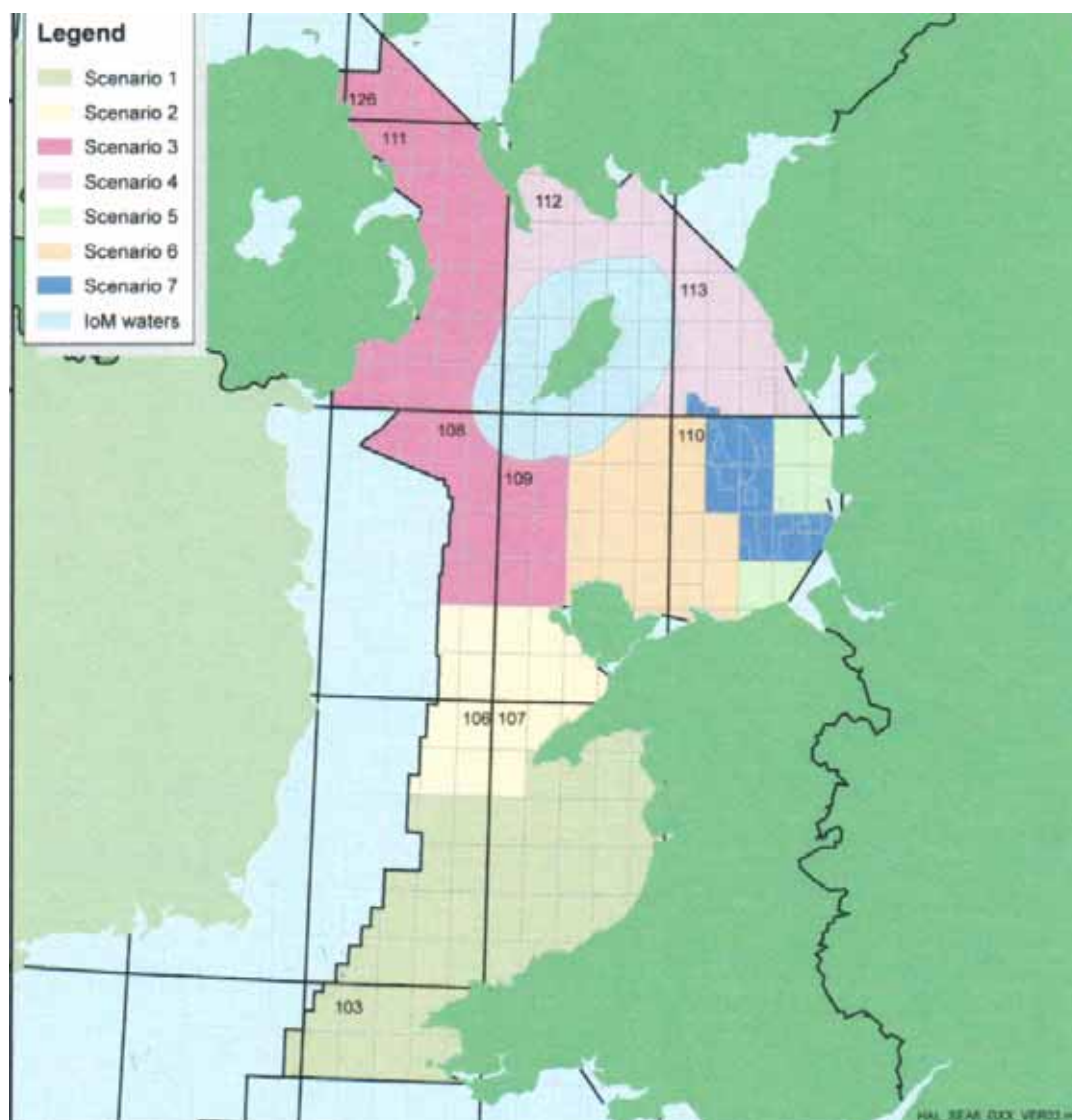 Legend
Scenario 1
Scenario 2
Scenario 3
Scenario 4
Scenario 5
Scenario 6
Scenario 7
IoM waters
126
111
112
113
108
110
109
106 107
103